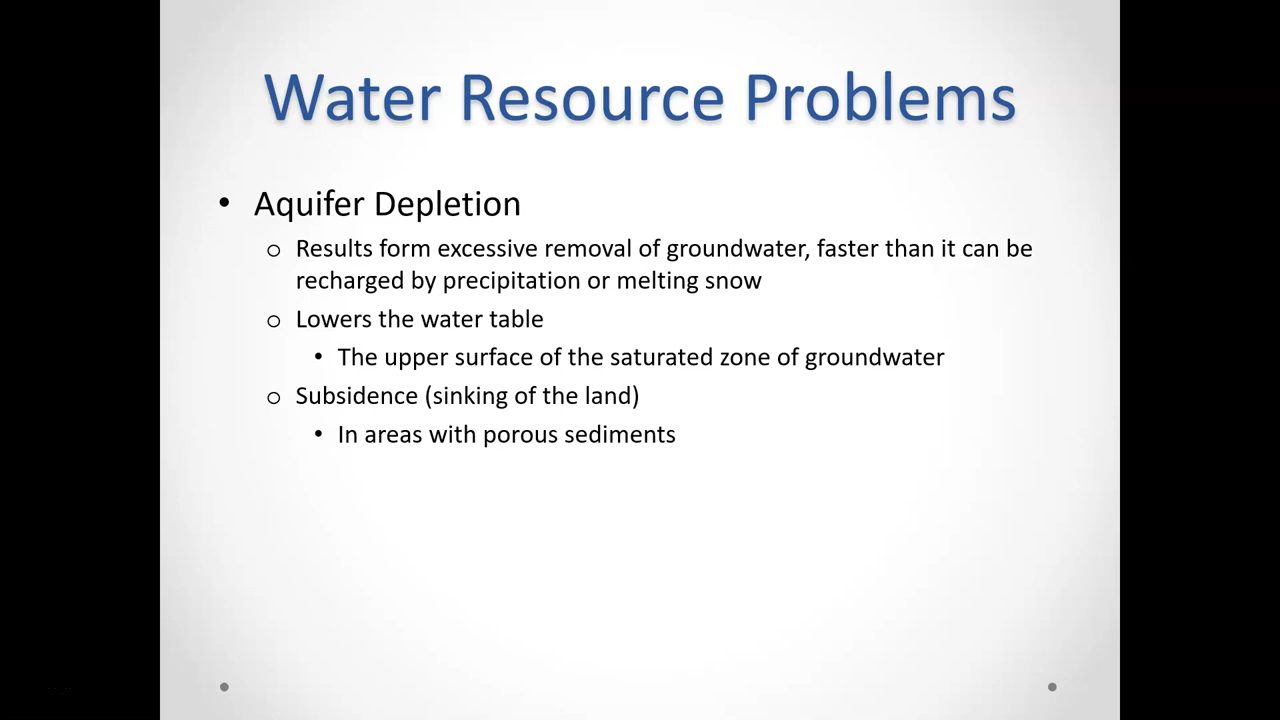 Water Resource Problems
• Aquifer Depletion
o Results form excessive removal of groundwater, faster than it can be
recharged by precipitation or melting snow
o Lowers the water table
• The upper surface of the saturated zone of groundwater
o Subsidence (sinking of the land)
• In areas with porous sediments